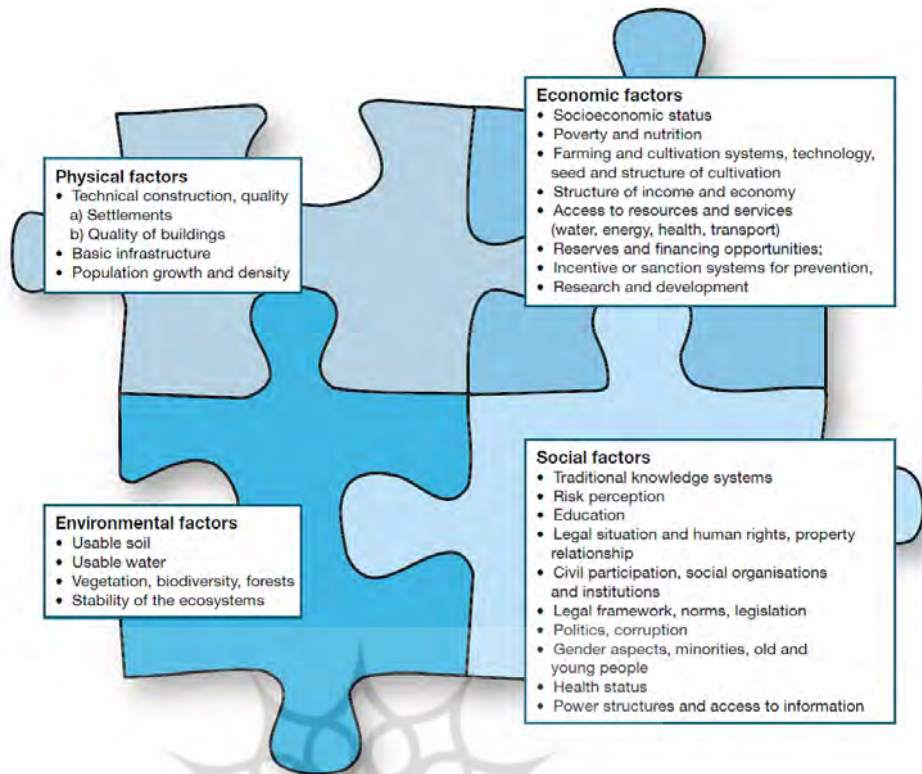 Physical factors
• Technical construction, quality
a) Settlements
b) Quality of buildings
• Basic infrastructure
• Population growth and density
Economic factors
• Socioeconomic status
• Poverty and nutrition
• Farming and cultivation systems, technology,
seed and structure of cultivation
• Structure of income and economy
• Access to resources and services
(water, energy, health, transport)
• Reserves and financing opportunities;
• Incentive or sanction systems for prevention,
• Research and development
Environmental factors
• Usable soil
• Usable water
• Vegetation, biodiversity, forests
• Stability of the ecosystems
Social factors
• Traditional knowledge systems
• Risk perception
• Education
• Legal situation and human rights, property
relationship
• Civil participation, social organisations
and institutions
• Legal framework, norms, legislation
• Politics, corruption
• Gender aspects, minorities, old and
young people
• Health status
• Power structures and access to information